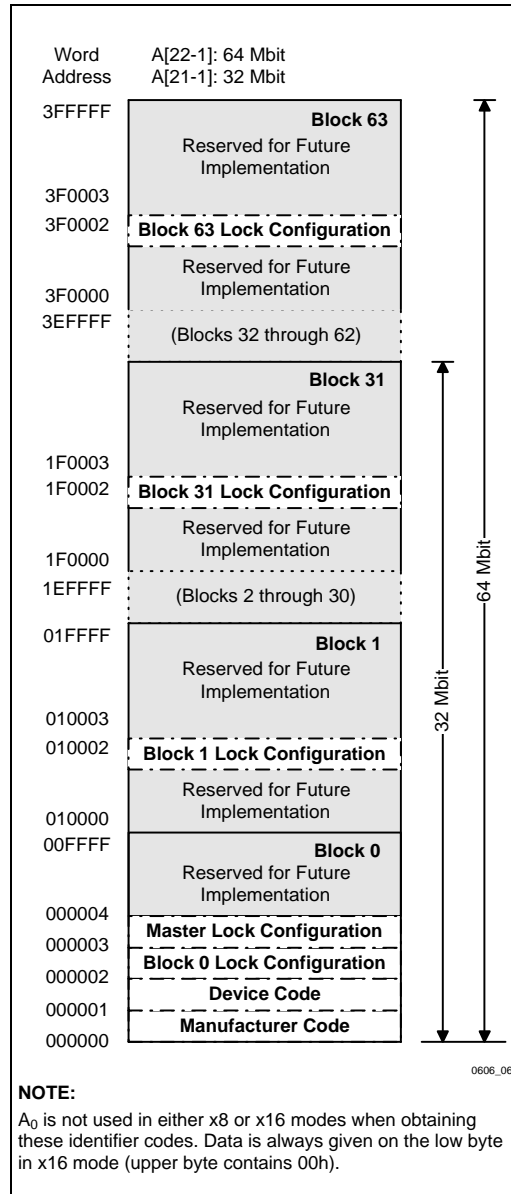 Word Address A[22-1]: 64 Mbit
A[21-1]: 32 Mbit
3FFFFF
Block 63
Reserved for Future
Implementation
3F0003
3F0002
Block 63 Lock Configuration
Reserved for Future
Implementation
3F0000
3EFFFF
(Blocks 32 through 62)
Block 31
Reserved for Future
Implementation
1F0003
1F0002
Block 31 Lock Configuration
Reserved for Future
Implementation
1F0000
1EFFFF
(Blocks 2 through 30)
01FFFF
Block 1
Reserved for Future
Implementation
010003
010002
Block 1 Lock Configuration
Reserved for Future
Implementation
010000
00FFFF
Block 0
Reserved for Future
Implementation
000004
Master Lock Configuration
000003
Block 0 Lock Configuration
000002
Device Code
000001
Manufacturer Code
000000
32 Mbit
64 Mbit
0606_06
NOTE:
A0 is not used in either x8 or x16 modes when obtaining
these identifier codes. Data is always given on the low byte
in x16 mode (upper byte contains 00h).